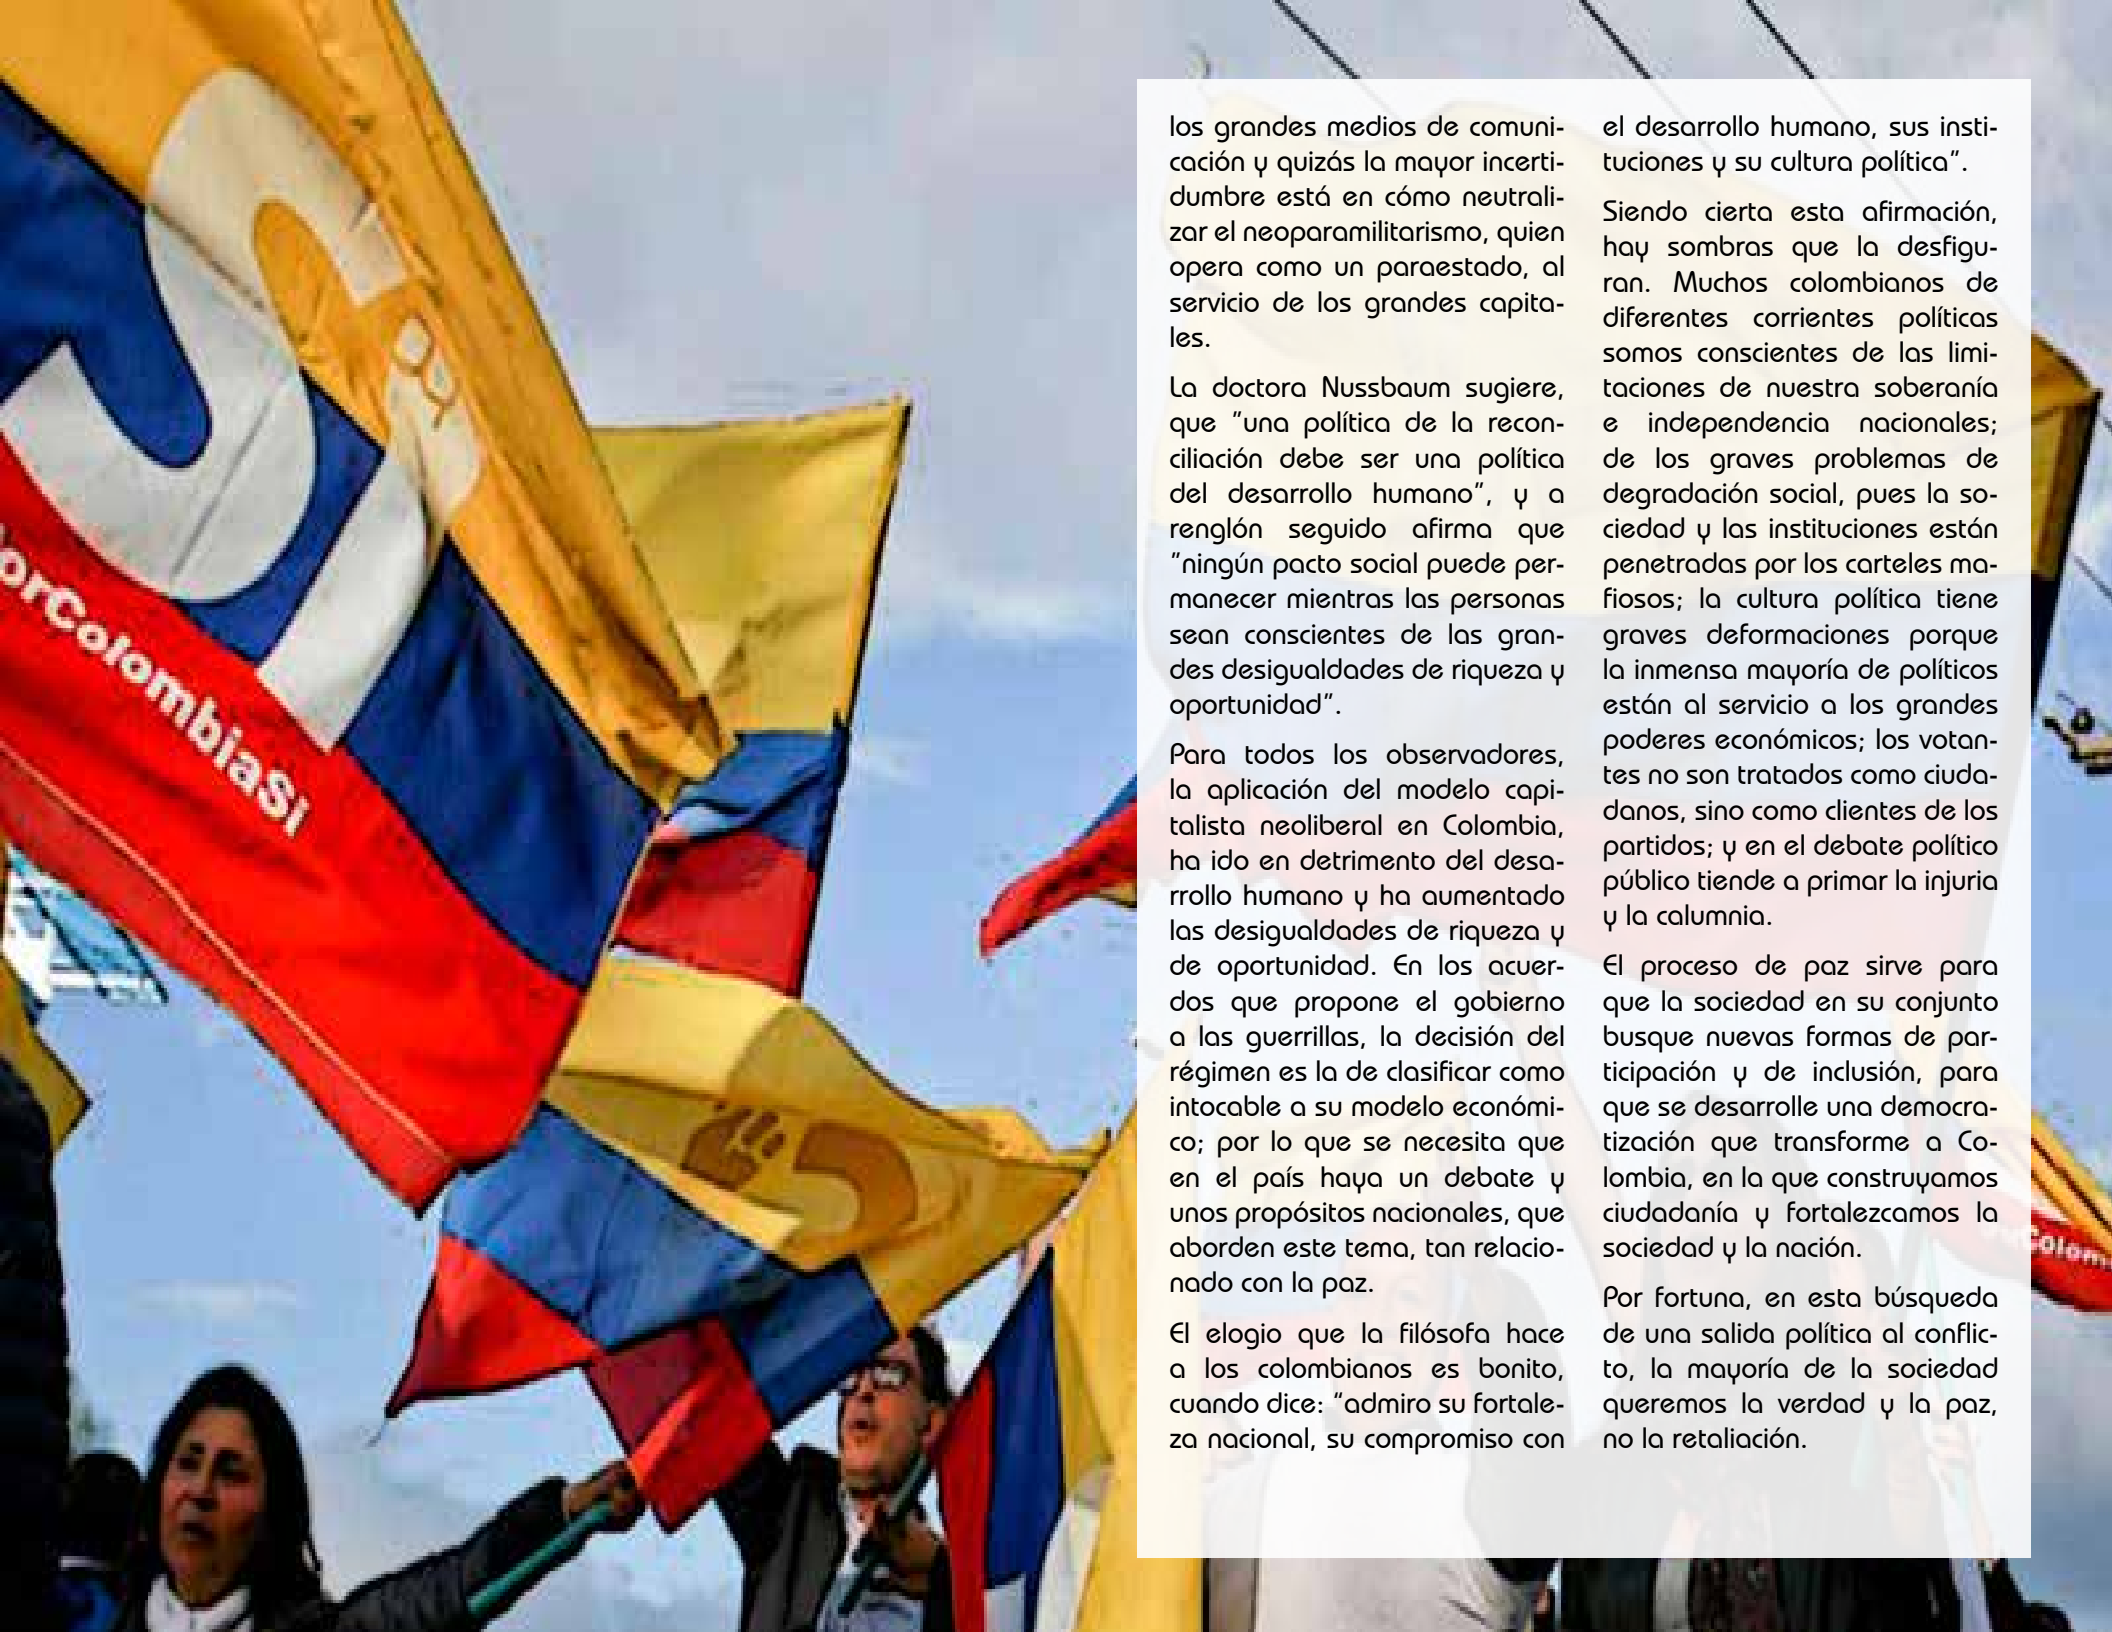 SÍ
orColombiaSí
Colom
los grandes medios de comuni-
cación y quizás la mayor incerti-
dumbre está en cómo neutrali-
zar el neoparamilitarismo, quien
opera como un paraestado, al
servicio de los grandes capita-
les.
La doctora Nussbaum sugiere,
que "una política de la recon-
ciliación debe ser una política
del desarrollo humano", y a
renglón seguido afirma que
"ningún pacto social puede per-
manecer mientras las personas
sean conscientes de las gran-
des desigualdades de riqueza y
oportunidad".
Para todos los observadores,
la aplicación del modelo capi-
talista neoliberal en Colombia,
ha ido en detrimento del desa-
rrollo humano y ha aumentado
las desigualdades de riqueza y
de oportunidad. En los acuer-
dos que propone el gobierno
a las guerrillas, la decisión del
régimen es la de clasificar como
intocable a su modelo económi-
co; por lo que se necesita que
en el país haya un debate y
unos propósitos nacionales, que
aborden este tema, tan relacio-
nado con la paz.
El elogio que la filósofa hace
a los colombianos es bonito,
cuando dice: "admiro su fortale-
za nacional, su compromiso con
el desarrollo humano, sus insti-
tuciones y su cultura política".
Siendo cierta esta afirmación,
hay sombras que la desfigu-
ran. Muchos colombianos de
diferentes corrientes políticas
somos conscientes de las limi-
taciones de nuestra soberanía
e independencia nacionales;
de los graves problemas de
degradación social, pues la so-
ciedad y las instituciones están
penetradas por los carteles ma-
fiosos; la cultura política tiene
graves deformaciones porque
la inmensa mayoría de políticos
están al servicio a los grandes
poderes económicos; los votan-
tes no son tratados como ciuda-
danos, sino como clientes de los
partidos; y en el debate político
público tiende a primar la injuria
y la calumnia.
El proceso de paz sirve para
que la sociedad en su conjunto
busque nuevas formas de par-
ticipación y de inclusión, para
que se desarrolle una democra-
tización que transforme a Co-
lombia, en la que construyamos
ciudadanía y fortalezcamos la
sociedad y la nación.
Por fortuna, en esta búsqueda
de una salida política al conflic-
to, la mayoría de la sociedad
queremos la verdad y la paz,
no la retaliación.